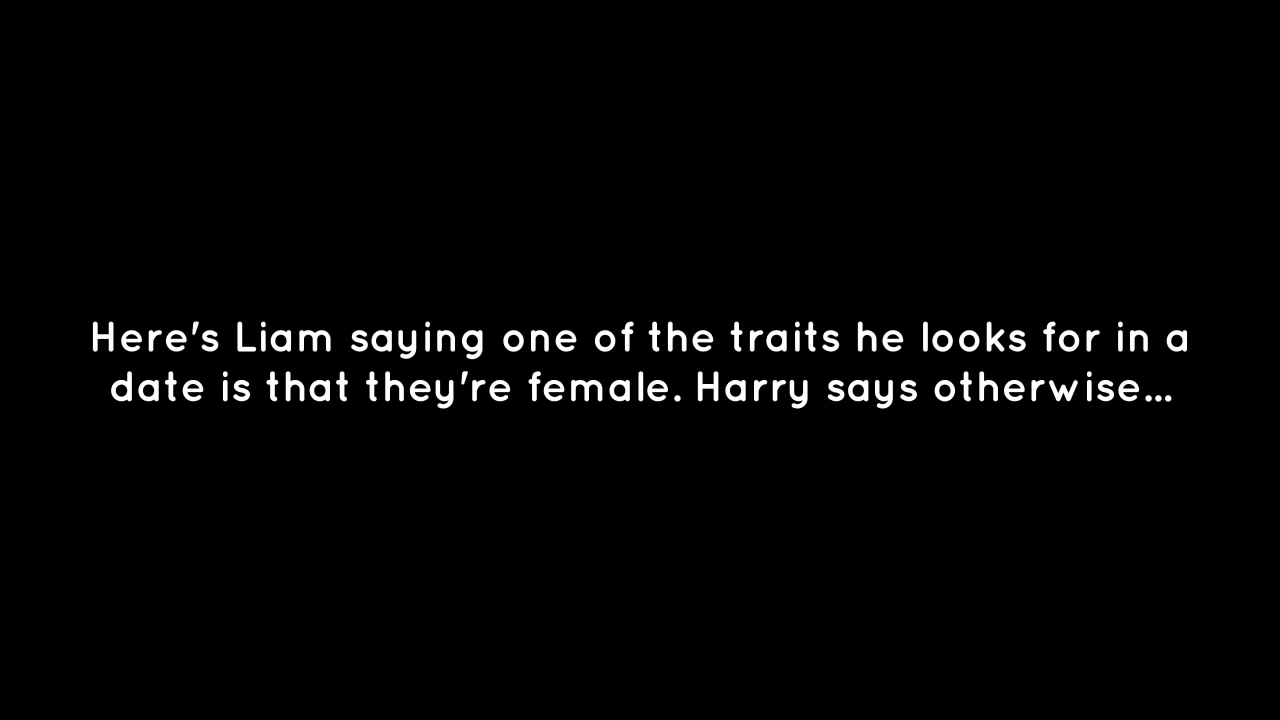 Here's Liam saying one of the traits he looks for in a
date is that they're female. Harry says otherwise...